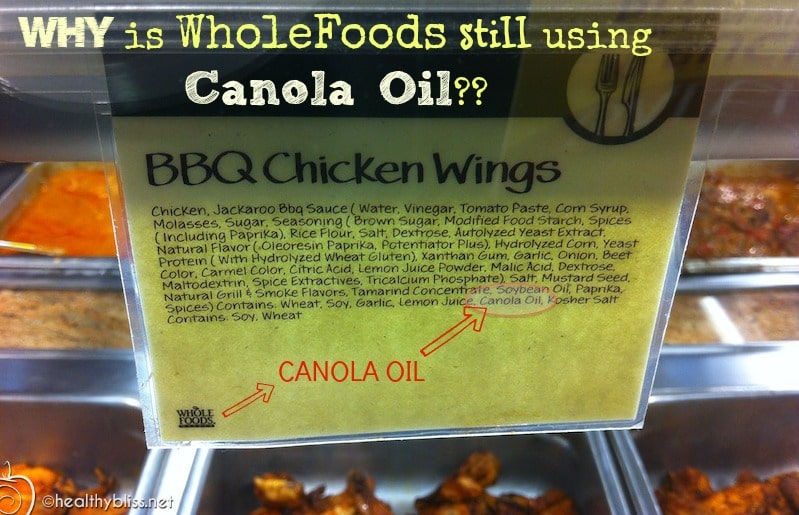 WHY is WholeFoods still using
Canola Oil??
BBQ Chicken Wings
Chicken, Jackaroo Bbq Sauce ( Water, Vinegar, Tomato Paste, Corn Syrup,
Molasses, Sugar, Seasoning ( Brown Sugar, Modified Food Starch, Spices
( Including Paprika), Rice Flour, Salt, Dextrose, Autolyzed Yeast Extract,
Natural Flavor ( ,Oleoresin Paprika, Potentiator Plus), Hydrolyzed Corn, Yeast
Protein ( With Hydrolyzed Wheat Gluten), Xanthan Gum, Garlic, Onion, Beet
Color, Carmel Color, Citric Acid, Lemon Juice Powder, Malic Acid, Dextrose,
Maltodextrin, Spice Extractives, Tricalcium Phosphate), Salt, Mustard Seed,
Natural Grill & Smoke Flavors, Tamarind Concentrate, Soybean Oil, Paprika,
Spices) Contains: Wheat, Soy, Garlic, Lemon Juice, Canola Oil, Kosher Salt
Contains: Soy, Wheat
CANOLA OIL
WHOLE
FOODS
MARKET
©healthybliss.net